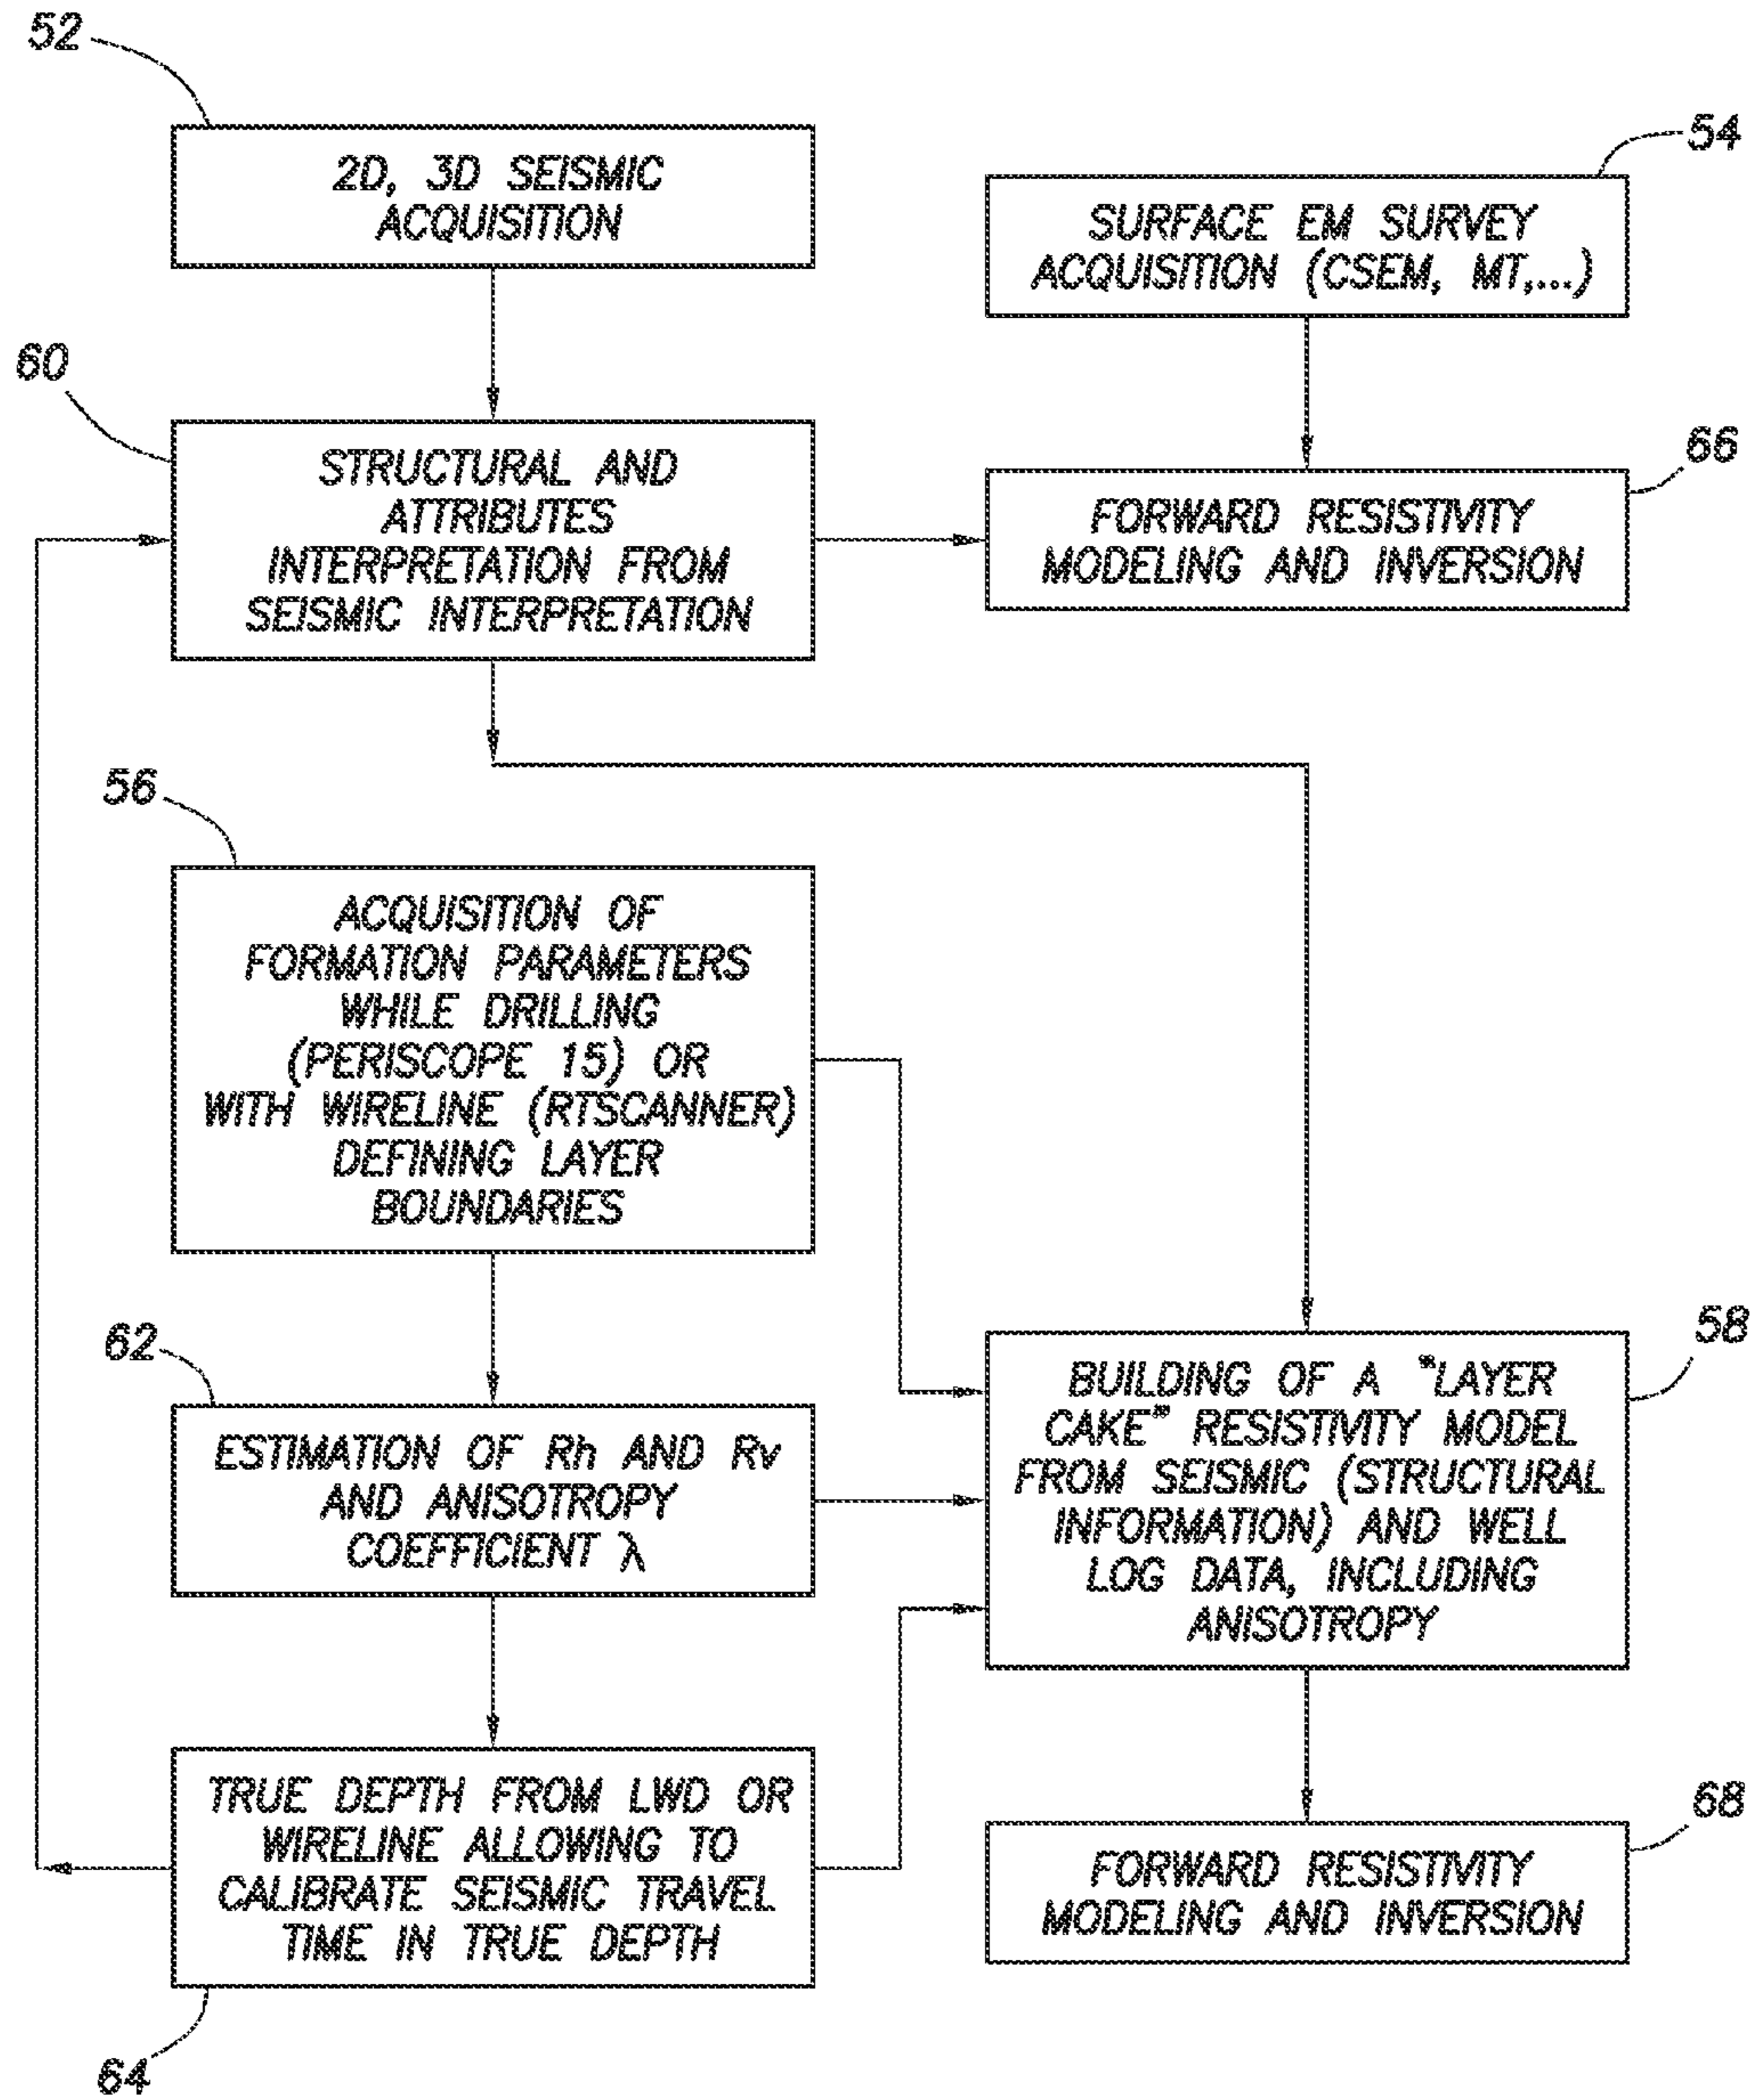 52
2D, 3D SEISMIC
ACQUISITION
54
SURFACE EM SURVEY
ACQUISITION (CSEM, MT,...)
60
STRUCTURAL AND
ATTRIBUTES
INTERPRETATION FROM
SEISMIC INTERPRETATION
66
FORWARD RESISTIVITY
MODELING AND INVERSION
56
ACQUISITION OF
FORMATION PARAMETERS
WHILE DRILLING
(PERISCOPE 15) OR
WITH WIRELINE (RTSCANNER)
DEFINING LAYER
BOUNDARIES
62
ESTIMATION OF Rh AND Rv
AND ANISOTROPY
COEFFICIENT λ
58
BUILDING OF A "LAYER
CAKE" RESISTIVITY MODEL
FROM SEISMIC (STRUCTURAL
INFORMATION) AND WELL
LOG DATA, INCLUDING
ANISOTROPY
TRUE DEPTH FROM LWD OR
WIRELINE ALLOWING TO
CALIBRATE SEISMIC TRAVEL
TIME IN TRUE DEPTH
64
68
FORWARD RESISTIVITY
MODELING AND INVERSION